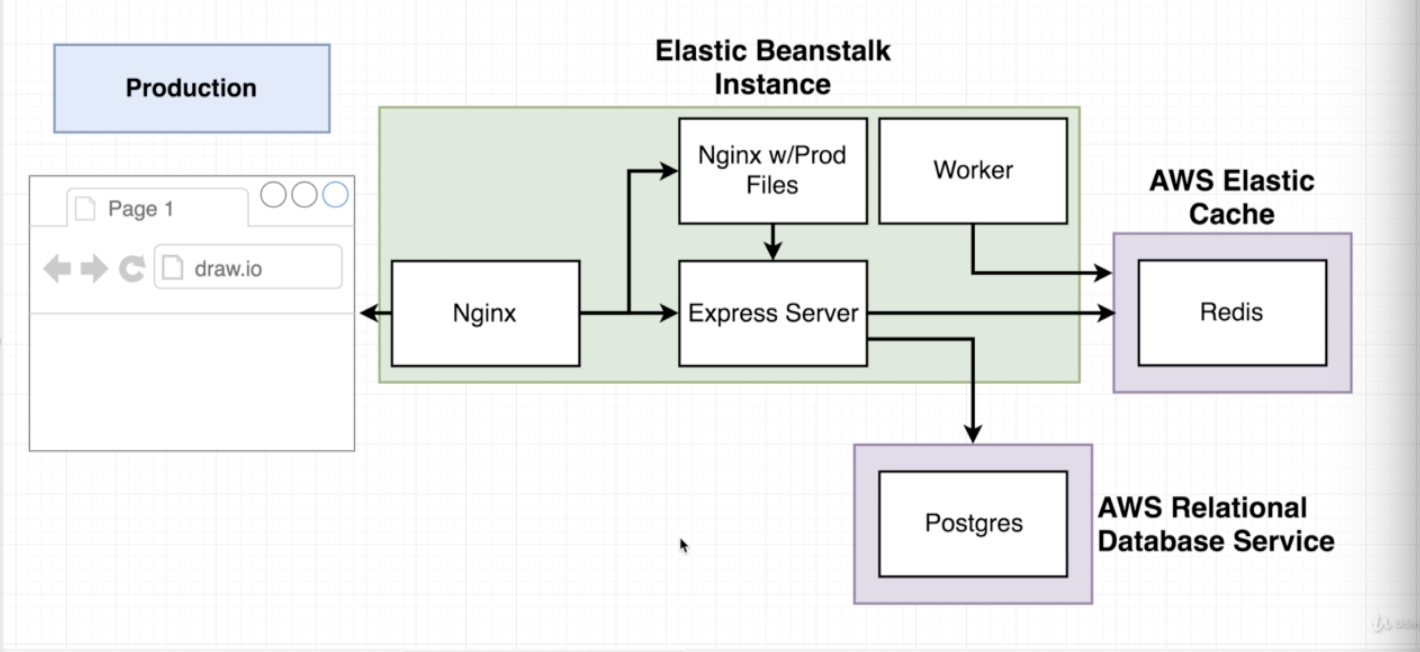 Production
Elastic Beanstalk
Instance
Page 1
draw.io
Nginx
Nginx w/Prod
Files
Worker
Express Server
AWS Elastic
Cache
Redis
Postgres
AWS Relational
Database Service